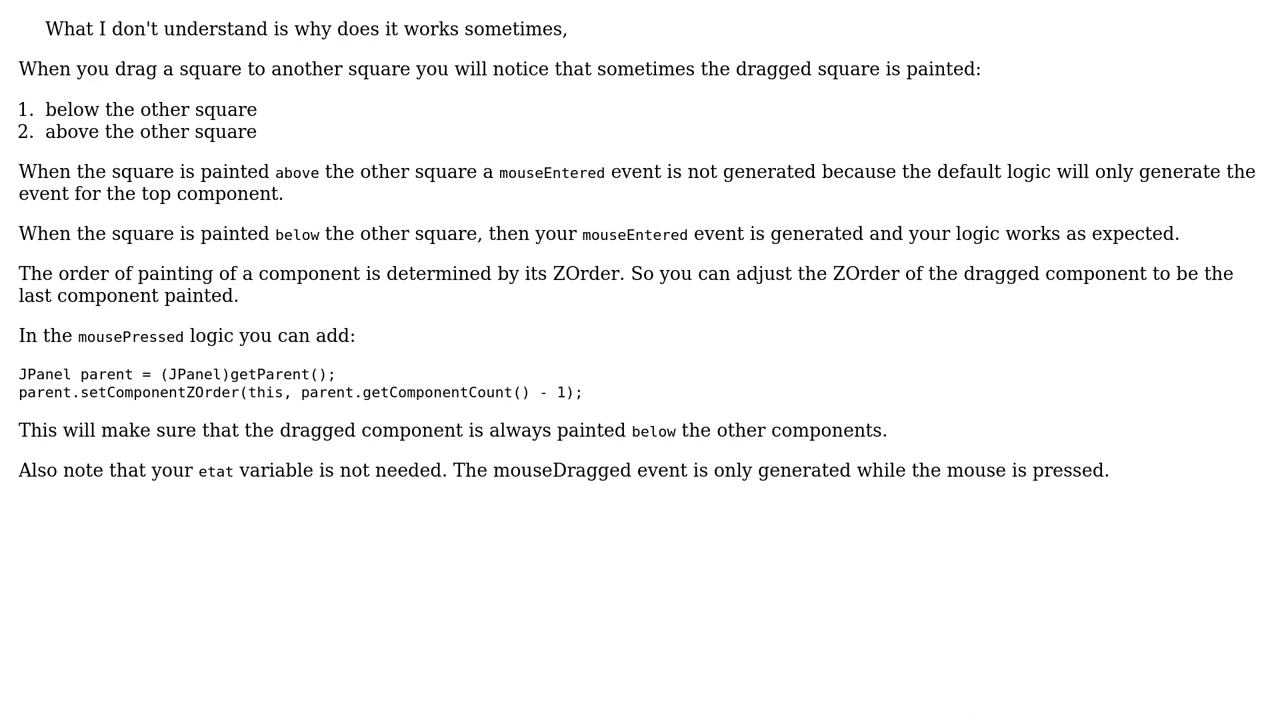 What I don't understand is why does it works sometimes,
When you drag a square to another square you will notice that sometimes the dragged square is painted:
1. below the other square
2. above the other square
When the square is painted above the other square a mouseEntered event is not generated because the default logic will only generate the
event for the top component.
When the square is painted below the other square, then your mouseEntered event is generated and your logic works as expected.
The order of painting of a component is determined by its ZOrder. So you can adjust the ZOrder of the dragged component to be the
last component painted.
In the mousePressed logic you can add:
JPanel parent = (JPanel)getParent();
parent.setComponentZOrder(this, parent.getComponentCount() - 1);
This will make sure that the dragged component is always painted below the other components.
Also note that your etat variable is not needed. The mouseDragged event is only generated while the mouse is pressed.